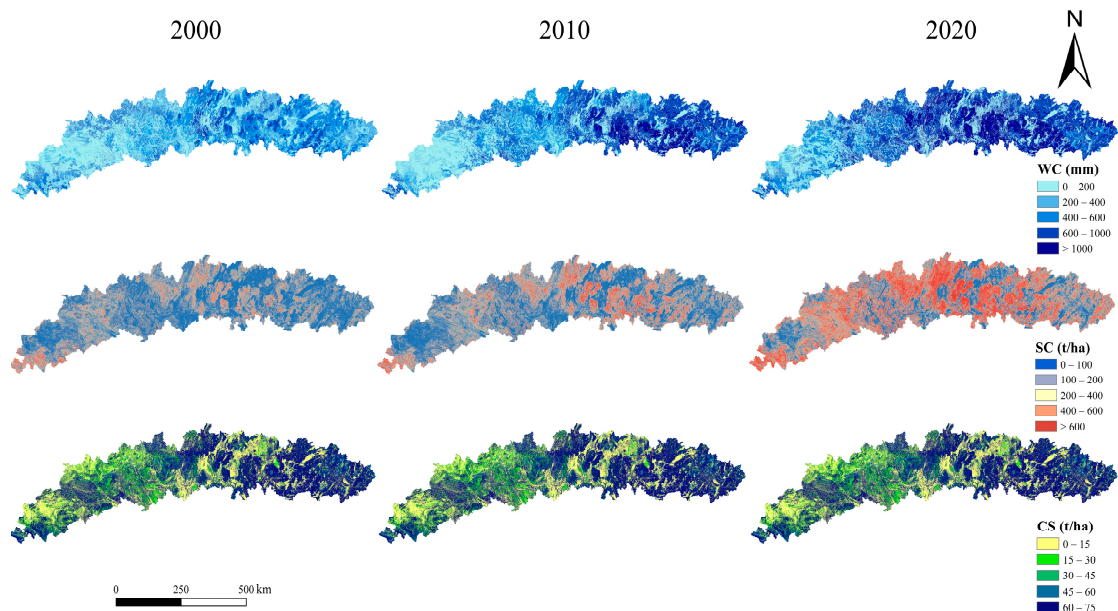 N
2000
2010
2020
WC (mm)
0 – 200
200 – 400
400 – 600
600 – 1000
> 1000
SC (t/ha)
0 – 100
100 – 200
200 – 400
400 – 600
> 600
CS (t/ha)
0 – 15
15 – 30
30 – 45
45 – 60
60 – 75
0 250 500 km